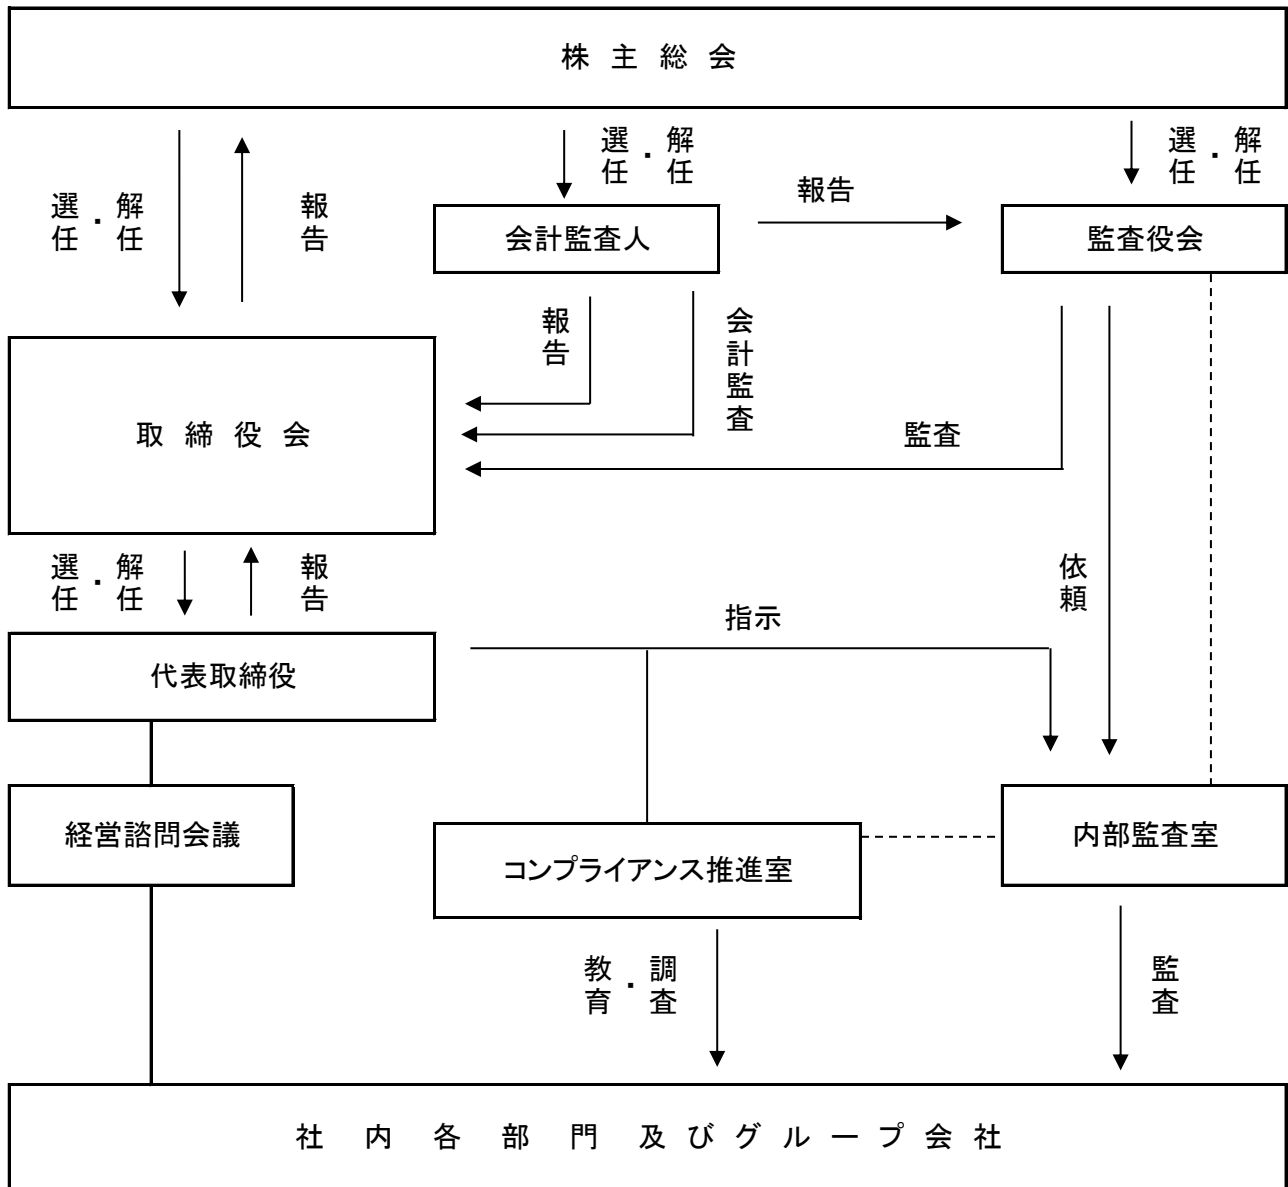 株主総会
選任・解任
報告
選任・解任
報告
選任・解任
会計監査人
監査役会
報告
会計監査
取締役会
監査
選任・解任
報告
依頼
指示
代表取締役
経営諮問会議
コンプライアンス推進室
内部監査室
教育・調査
監査
社内各部門及びグループ会社